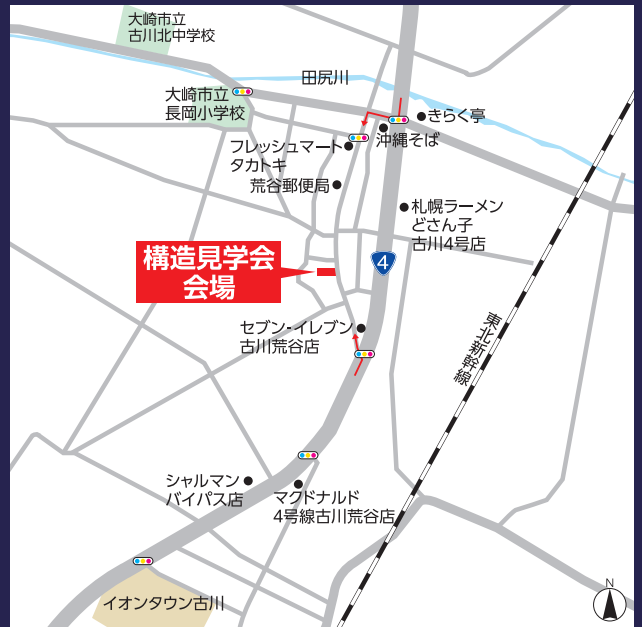 大崎市立
古川北中学校
田尻川
大崎市立
長岡小学校
きらく亭
沖縄そば
フレッシュマート
タカトキ
荒谷郵便局
札幌ラーメン
どさん子
古川4号店
構造見学会
会場
4
東北新幹線
セブン-イレブン
古川荒谷店
シャルマン
バイパス店
マクドナルド
4号線古川荒谷店
イオンタウン古川
N